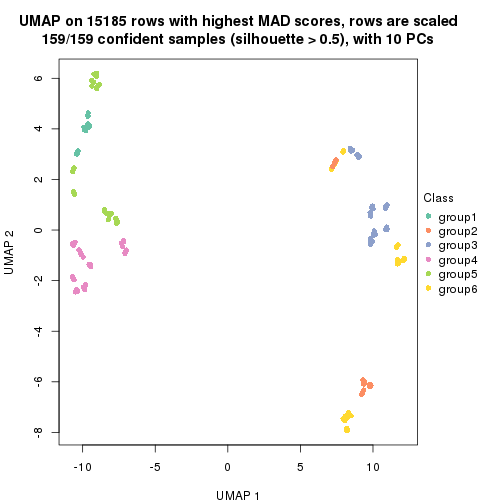 UMAP on 15185 rows with highest MAD scores, rows are scaled
159/159 confident samples (silhouette > 0.5), with 10 PCs
6
4
2
0
-2
-4
-6
-8
UMAP 2
-10
-5
0
5
10
UMAP 1
Class
group1
group2
group3
group4
group5
group6